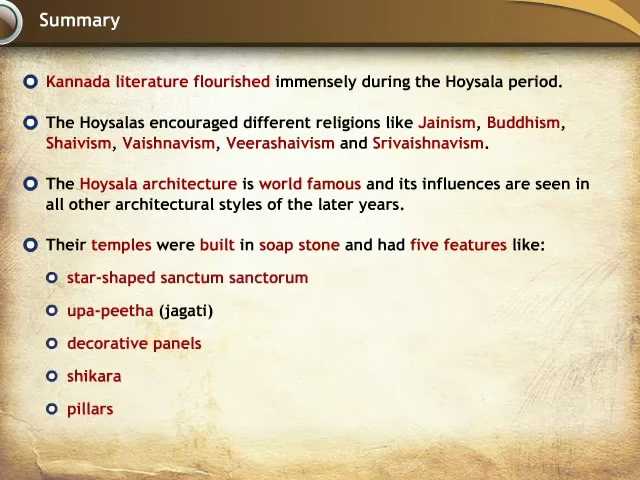 Summary
Kannada literature flourished immensely during the Hoysala period.
The Hoysalas encouraged different religions like Jainism, Buddhism,
Shaivism, Vaishnavism, Veerashaivism and Srivaishnavism.
The Hoysala architecture is world famous and its influences are seen in
all other architectural styles of the later years.
Their temples were built in soap stone and had five features like:
star-shaped sanctum sanctorum
upa-peetha (jagati)
decorative panels
shikara
pillars